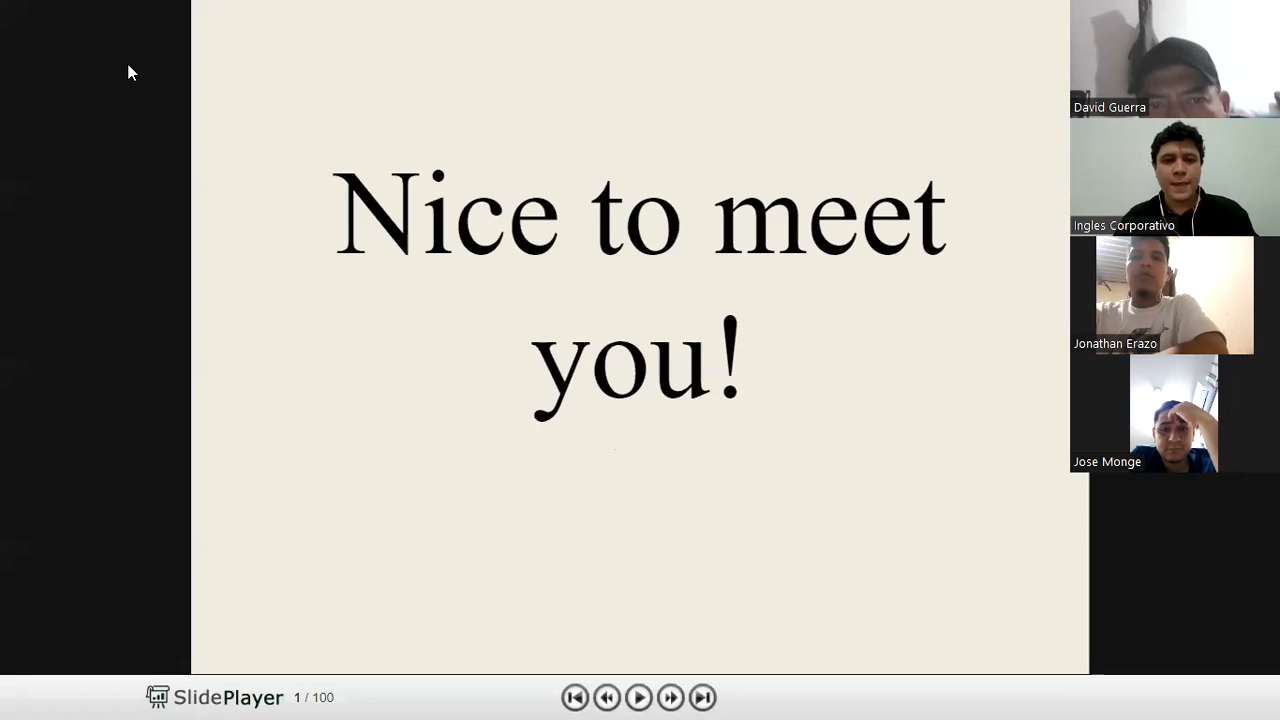 Nice to meet
you!
David Guerra
Ingles Corporativo
Jonathan Erazo
Jose Monge
SlidePlayer 1 / 100